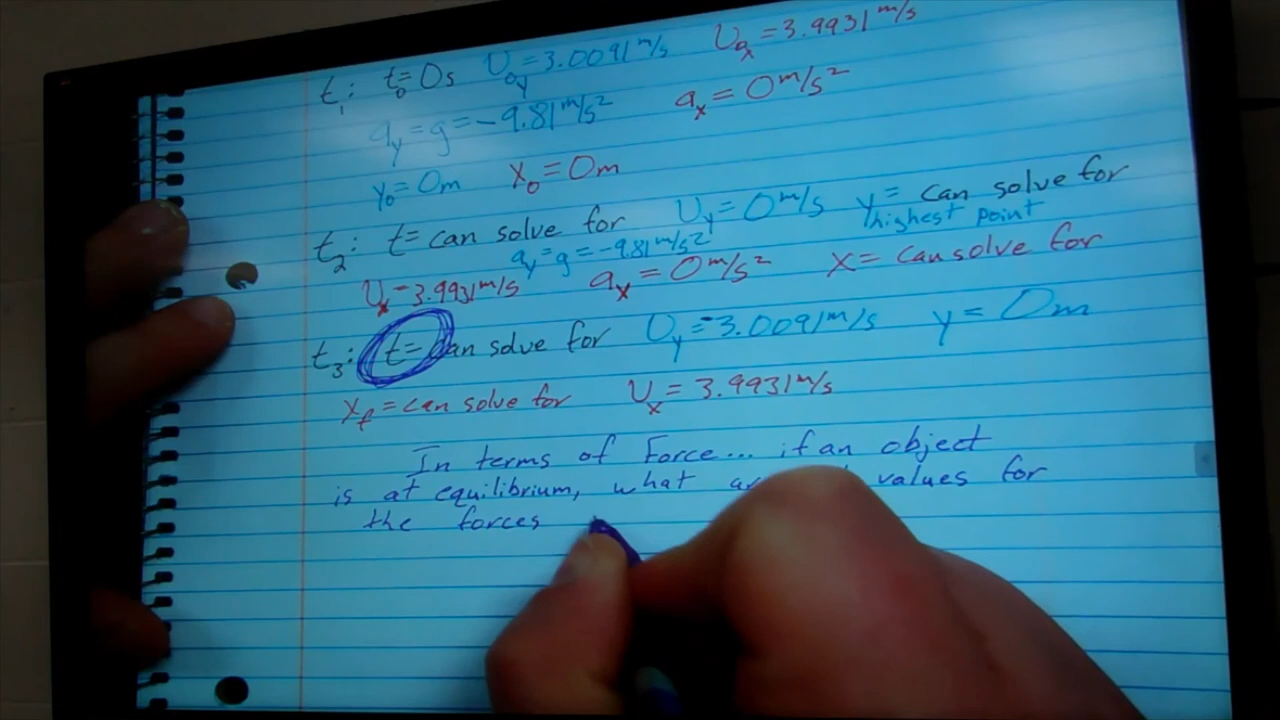 t₁: t₀=0s U₀y=3.0091 m/s Uₓ=3.9931 m/s
ay=g=-9.81 m/s² aₓ=0 m/s²
y₀=0m x₀=0m
t₂: t=can solve for Uy=0 m/s y=can solve for
ay=g=-9.81 m/s² highest point
Uₓ=3.9931 m/s aₓ=0 m/s² x=can solve for
t₃: t=can solve for Uy=-3.0091 m/s y=0m
x_f=can solve for Uₓ=3.9931 m/s
In terms of Force... if an object
is at equilibrium, what values for
the forces